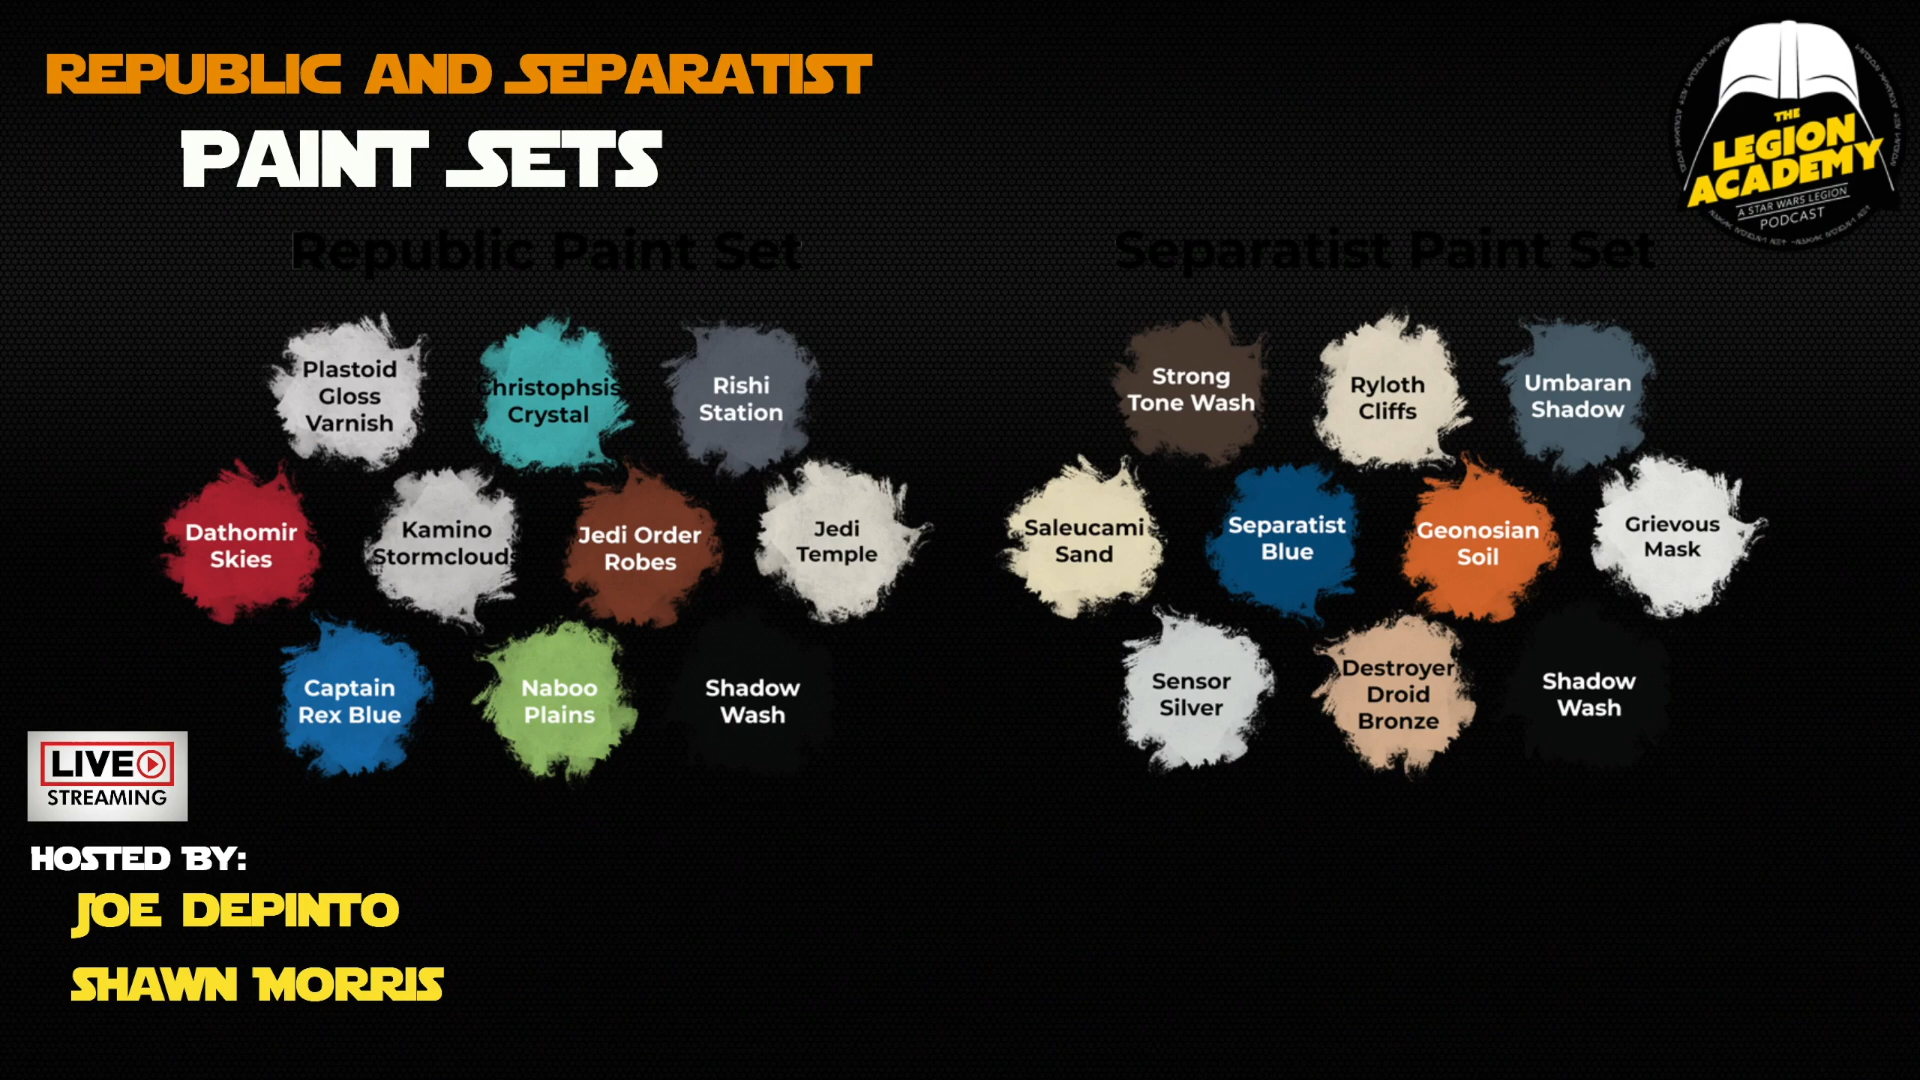 REPUBLIC AND SEPARATIST
PAINT SETS
THE
LEGION
ACADEMY
A STAR WARS LEGION
PODCAST
Republic Paint Set
Plastoid
Gloss
Varnish
Christophsis
Crystal
Rishi
Station
Dathomir
Skies
Kamino
Stormclouds
Jedi Order
Robes
Jedi
Temple
Captain
Rex Blue
Naboo
Plains
Shadow
Wash
Separatist Paint Set
Strong
Tone Wash
Ryloth
Cliffs
Umbaran
Shadow
Saleucami
Sand
Separatist
Blue
Geonosian
Soil
Grievous
Mask
Sensor
Silver
Destroyer
Droid
Bronze
Shadow
Wash
LIVE
STREAMING
HOSTED BY:
JOE DEPINTO
SHAWN MORRIS